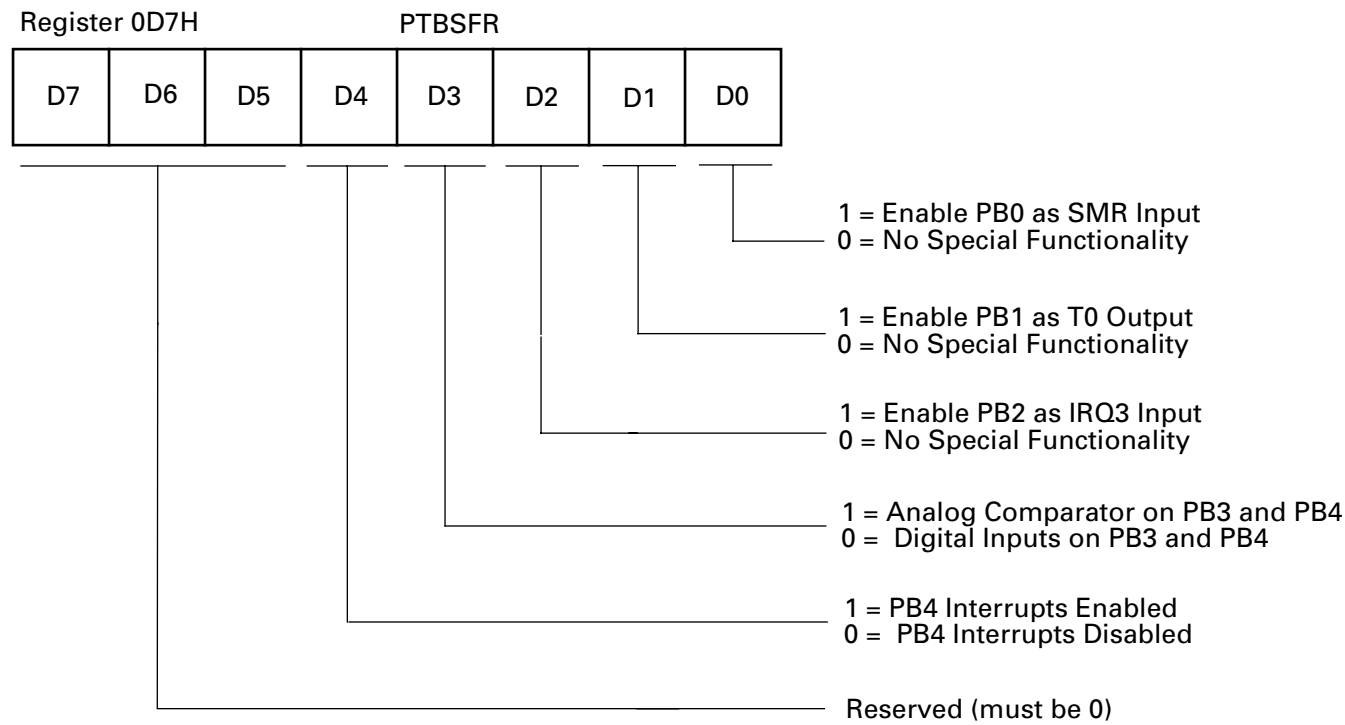 Register 0D7H PTBSFR
D7 D6 D5 D4 D3 D2 D1 D0
1 = Enable PB0 as SMR Input
0 = No Special Functionality
1 = Enable PB1 as T0 Output
0 = No Special Functionality
1 = Enable PB2 as IRQ3 Input
0 = No Special Functionality
1 = Analog Comparator on PB3 and PB4
0 = Digital Inputs on PB3 and PB4
1 = PB4 Interrupts Enabled
0 = PB4 Interrupts Disabled
Reserved (must be 0)